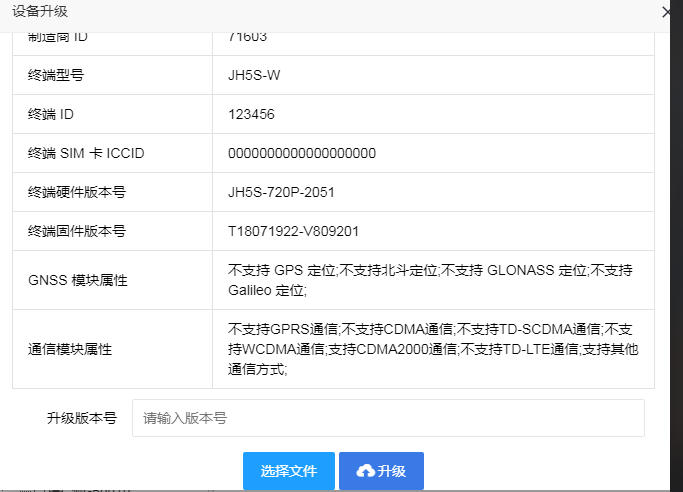 设备升级
制造商 ID
71603
终端型号
JH5S-W
终端 ID
123456
终端 SIM 卡 ICCID
00000000000000000000
终端硬件版本号
JH5S-720P-2051
终端固件版本号
T18071922-V809201
GNSS 模块属性
不支持 GPS 定位;不支持北斗定位;不支持 GLONASS 定位;不支持
Galileo 定位;
通信模块属性
不支持GPRS通信;不支持CDMA通信;不支持TD-SCDMA通信;不支
持WCDMA通信;支持CDMA2000通信;不支持TD-LTE通信;支持其他
通信方式;
升级版本号
请输入版本号
选择文件
升级